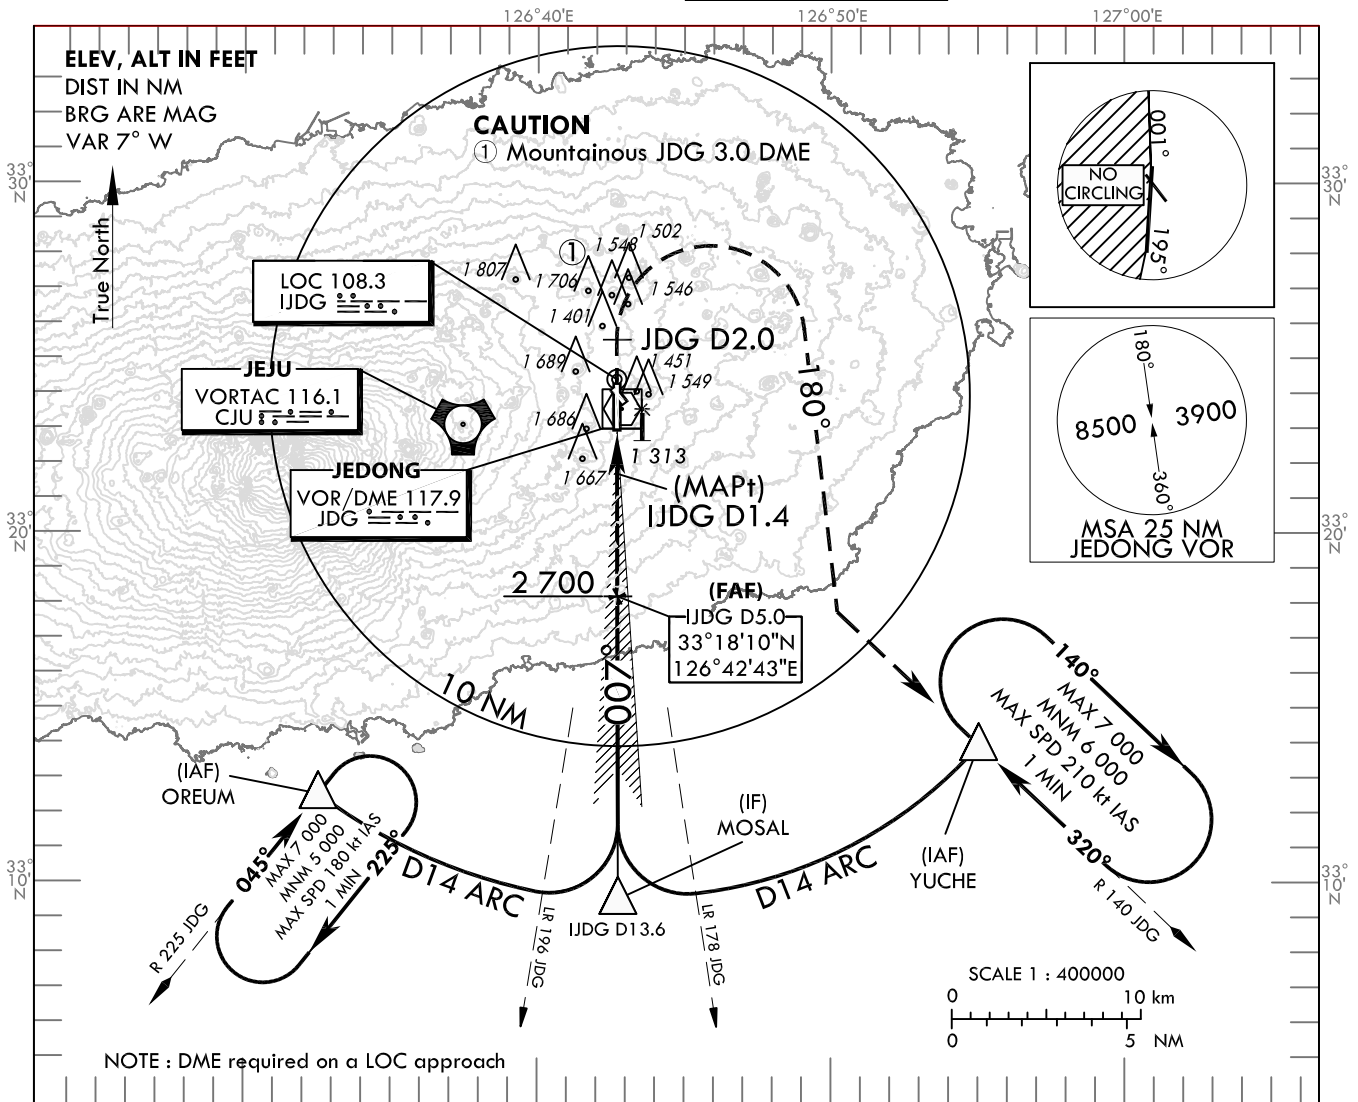 126°40'E
126°50'E
127°00'E
ELEV, ALT IN FEET
DIST IN NM
BRG ARE MAG
VAR 7° W
True North
33°
30'
N
CAUTION
① Mountainous JDG 3.0 DME
NO
CIRCLING
001°
195°
33°
30'
N
LOC 108.3
IJDG
JEJU
VORTAC 116.1
CJU
JEDONG
VOR/DME 117.9
JDG
1 807
①
1 706
1 548
1 502
1 546
1 401
JDG D2.0
1 689
1 451
1 549
1 686
1 667
1 313
180°
(MAPt)
IJDG D1.4
180°
8500
3900
360°
MSA 25 NM
JEDONG VOR
33°
20'
N
33°
20'
N
2 700
(FAF)
IJDG D5.0
33°18'10"N
126°42'43"E
007°
10 NM
140°
MAX 7 000
MNM 6 000
MAX SPD 210 kt IAS
1 MIN
320°
(IAF)
OREUM
(IF)
MOSAL
(IAF)
YUCHE
045°
MAX 7 000
MNM 5 000
MAX SPD 180 kt IAS
1 MIN
225°
D14 ARC
D14 ARC
33°
10'
N
33°
10'
N
R 225 JDG
LR 196 JDG
IJDG D13.6
LR 178 JDG
R 140 JDG
SCALE 1 : 400000
0
10 km
0
5
NM
NOTE : DME required on a LOC approach